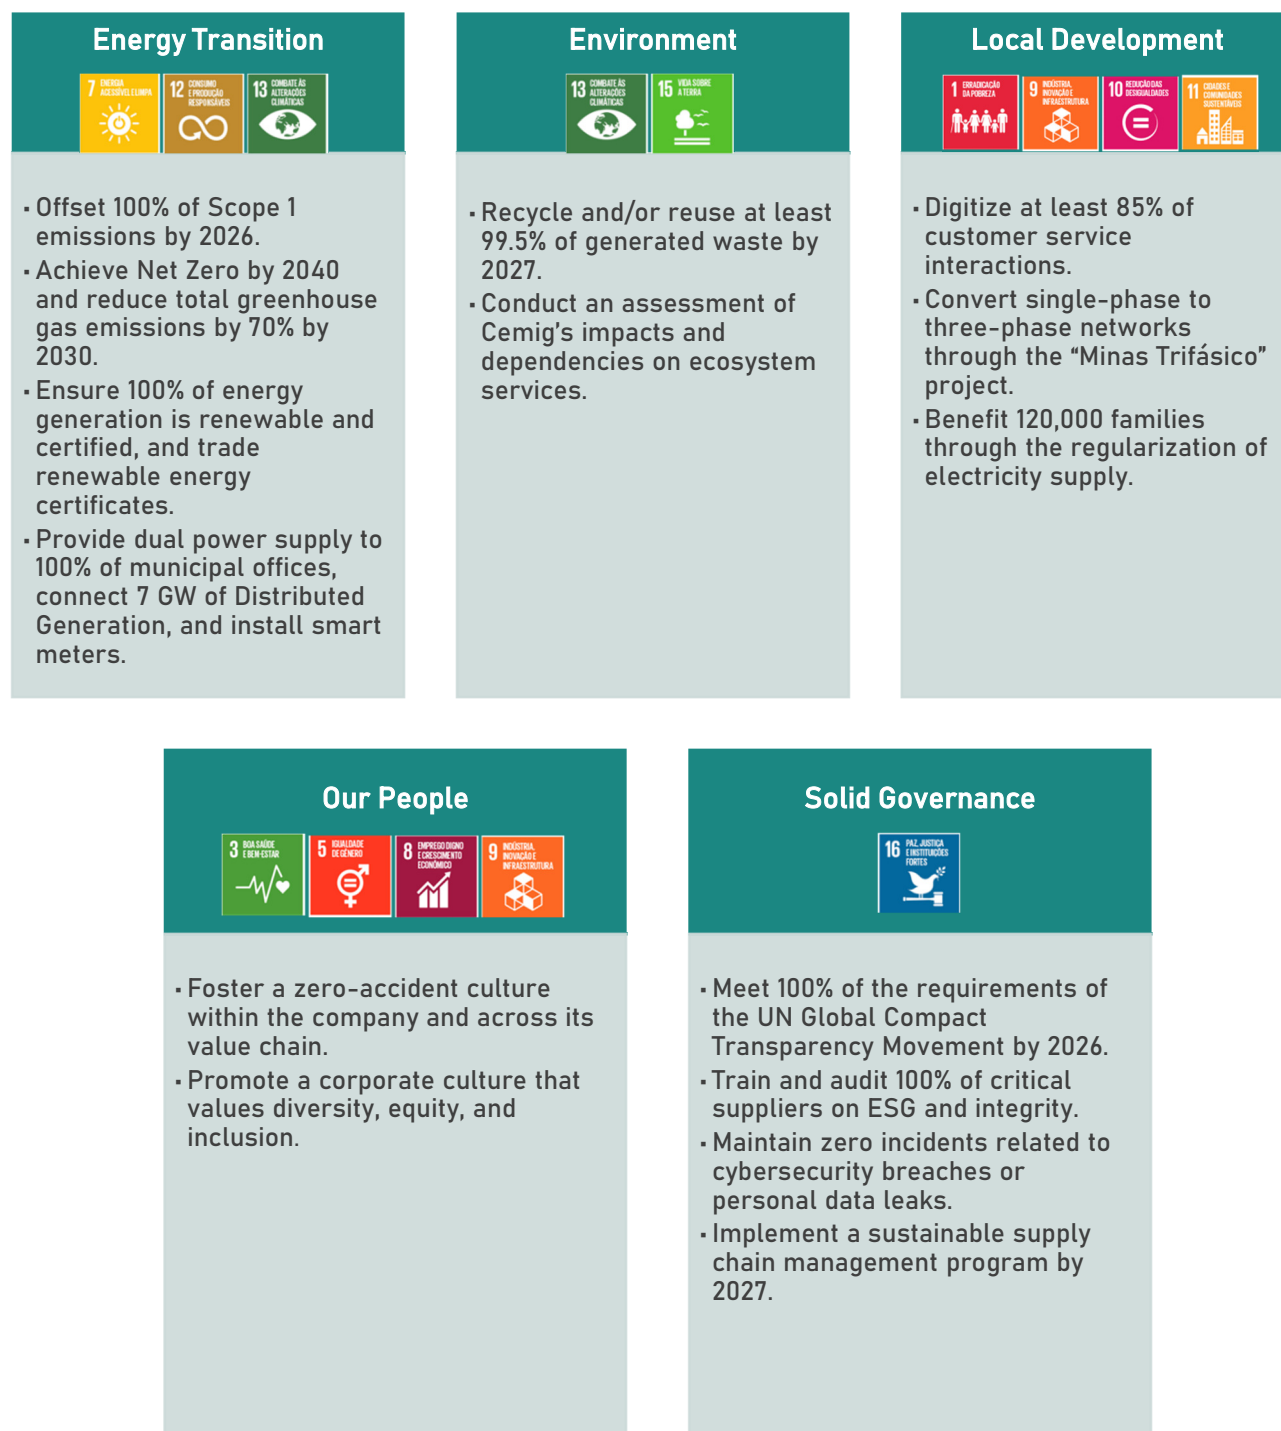 Energy Transition
7 ENERGIA
ACESSÍVEL E LIMPA
12 CONSUMO
E PRODUÇÃO
RESPONSÁVEIS
13 COMBATE ÀS
ALTERAÇÕES
CLIMÁTICAS
▪ Offset 100% of Scope 1
emissions by 2026.
▪ Achieve Net Zero by 2040
and reduce total greenhouse
gas emissions by 70% by
2030.
▪ Ensure 100% of energy
generation is renewable and
certified, and trade
renewable energy
certificates.
▪ Provide dual power supply to
100% of municipal offices,
connect 7 GW of Distributed
Generation, and install smart
meters.
Environment
13 COMBATE ÀS
ALTERAÇÕES
CLIMÁTICAS
15 VIDA SOBRE
A TERRA
▪ Recycle and/or reuse at least
99.5% of generated waste by
2027.
▪ Conduct an assessment of
Cemig’s impacts and
dependencies on ecosystem
services.
Local Development
1 ERRADICAÇÃO
DA POBREZA
9 INDÚSTRIA,
INOVAÇÃO E
INFRAESTRUTURA
10 REDUÇÃO DAS
DESIGUALDADES
11 CIDADES E
COMUNIDADES
SUSTENTÁVEIS
▪ Digitize at least 85% of
customer service
interactions.
▪ Convert single-phase to
three-phase networks
through the “Minas Trifásico”
project.
▪ Benefit 120,000 families
through the regularization of
electricity supply.
Our People
3 BOA SAÚDE
E BEM-ESTAR
5 IGUALDADE
DE GÉNERO
8 EMPREGO DIGNO
E CRESCIMENTO
ECONÔMICO
9 INDÚSTRIA,
INOVAÇÃO E
INFRAESTRUTURA
▪ Foster a zero-accident culture
within the company and across its
value chain.
▪ Promote a corporate culture that
values diversity, equity, and
inclusion.
Solid Governance
16 PAZ, JUSTIÇA
E INSTITUIÇÕES
FORTES
▪ Meet 100% of the requirements of
the UN Global Compact
Transparency Movement by 2026.
▪ Train and audit 100% of critical
suppliers on ESG and integrity.
▪ Maintain zero incidents related to
cybersecurity breaches or
personal data leaks.
▪ Implement a sustainable supply
chain management program by
2027.